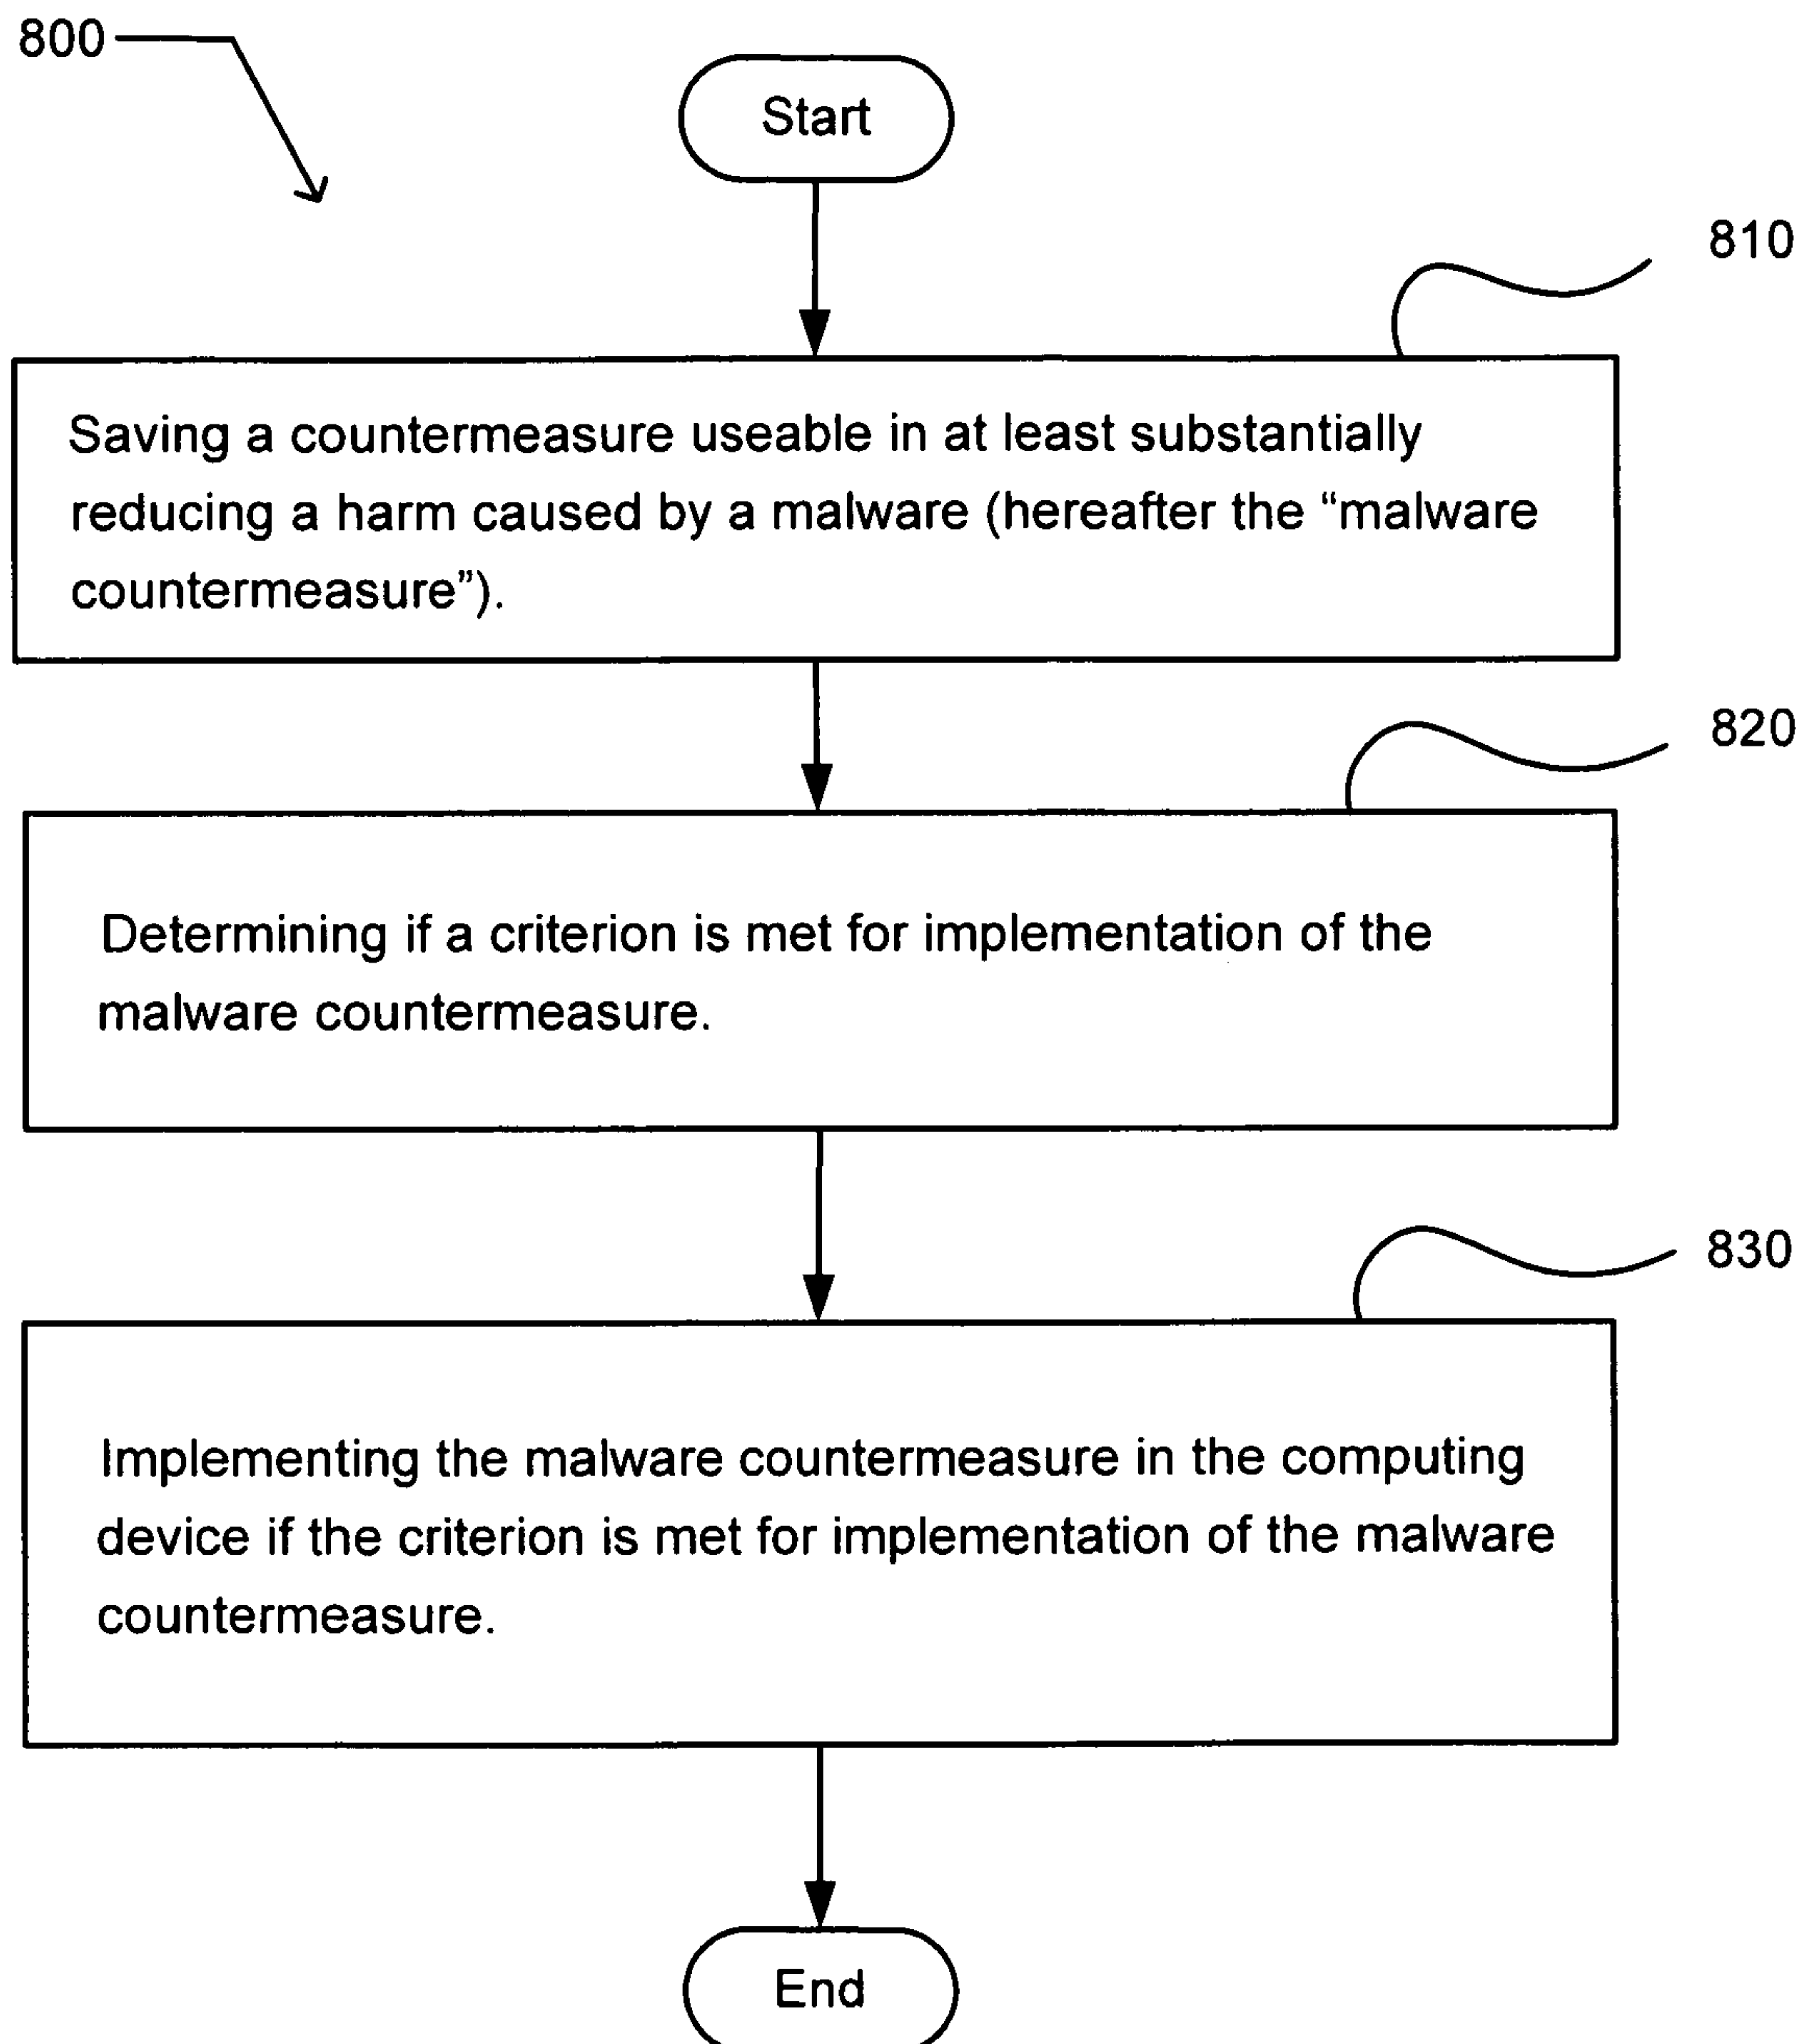 800
Start
810
Saving a countermeasure useable in at least substantially
reducing a harm caused by a malware (hereafter the “malware
countermeasure”).
820
Determining if a criterion is met for implementation of the
malware countermeasure.
830
Implementing the malware countermeasure in the computing
device if the criterion is met for implementation of the malware
countermeasure.
End